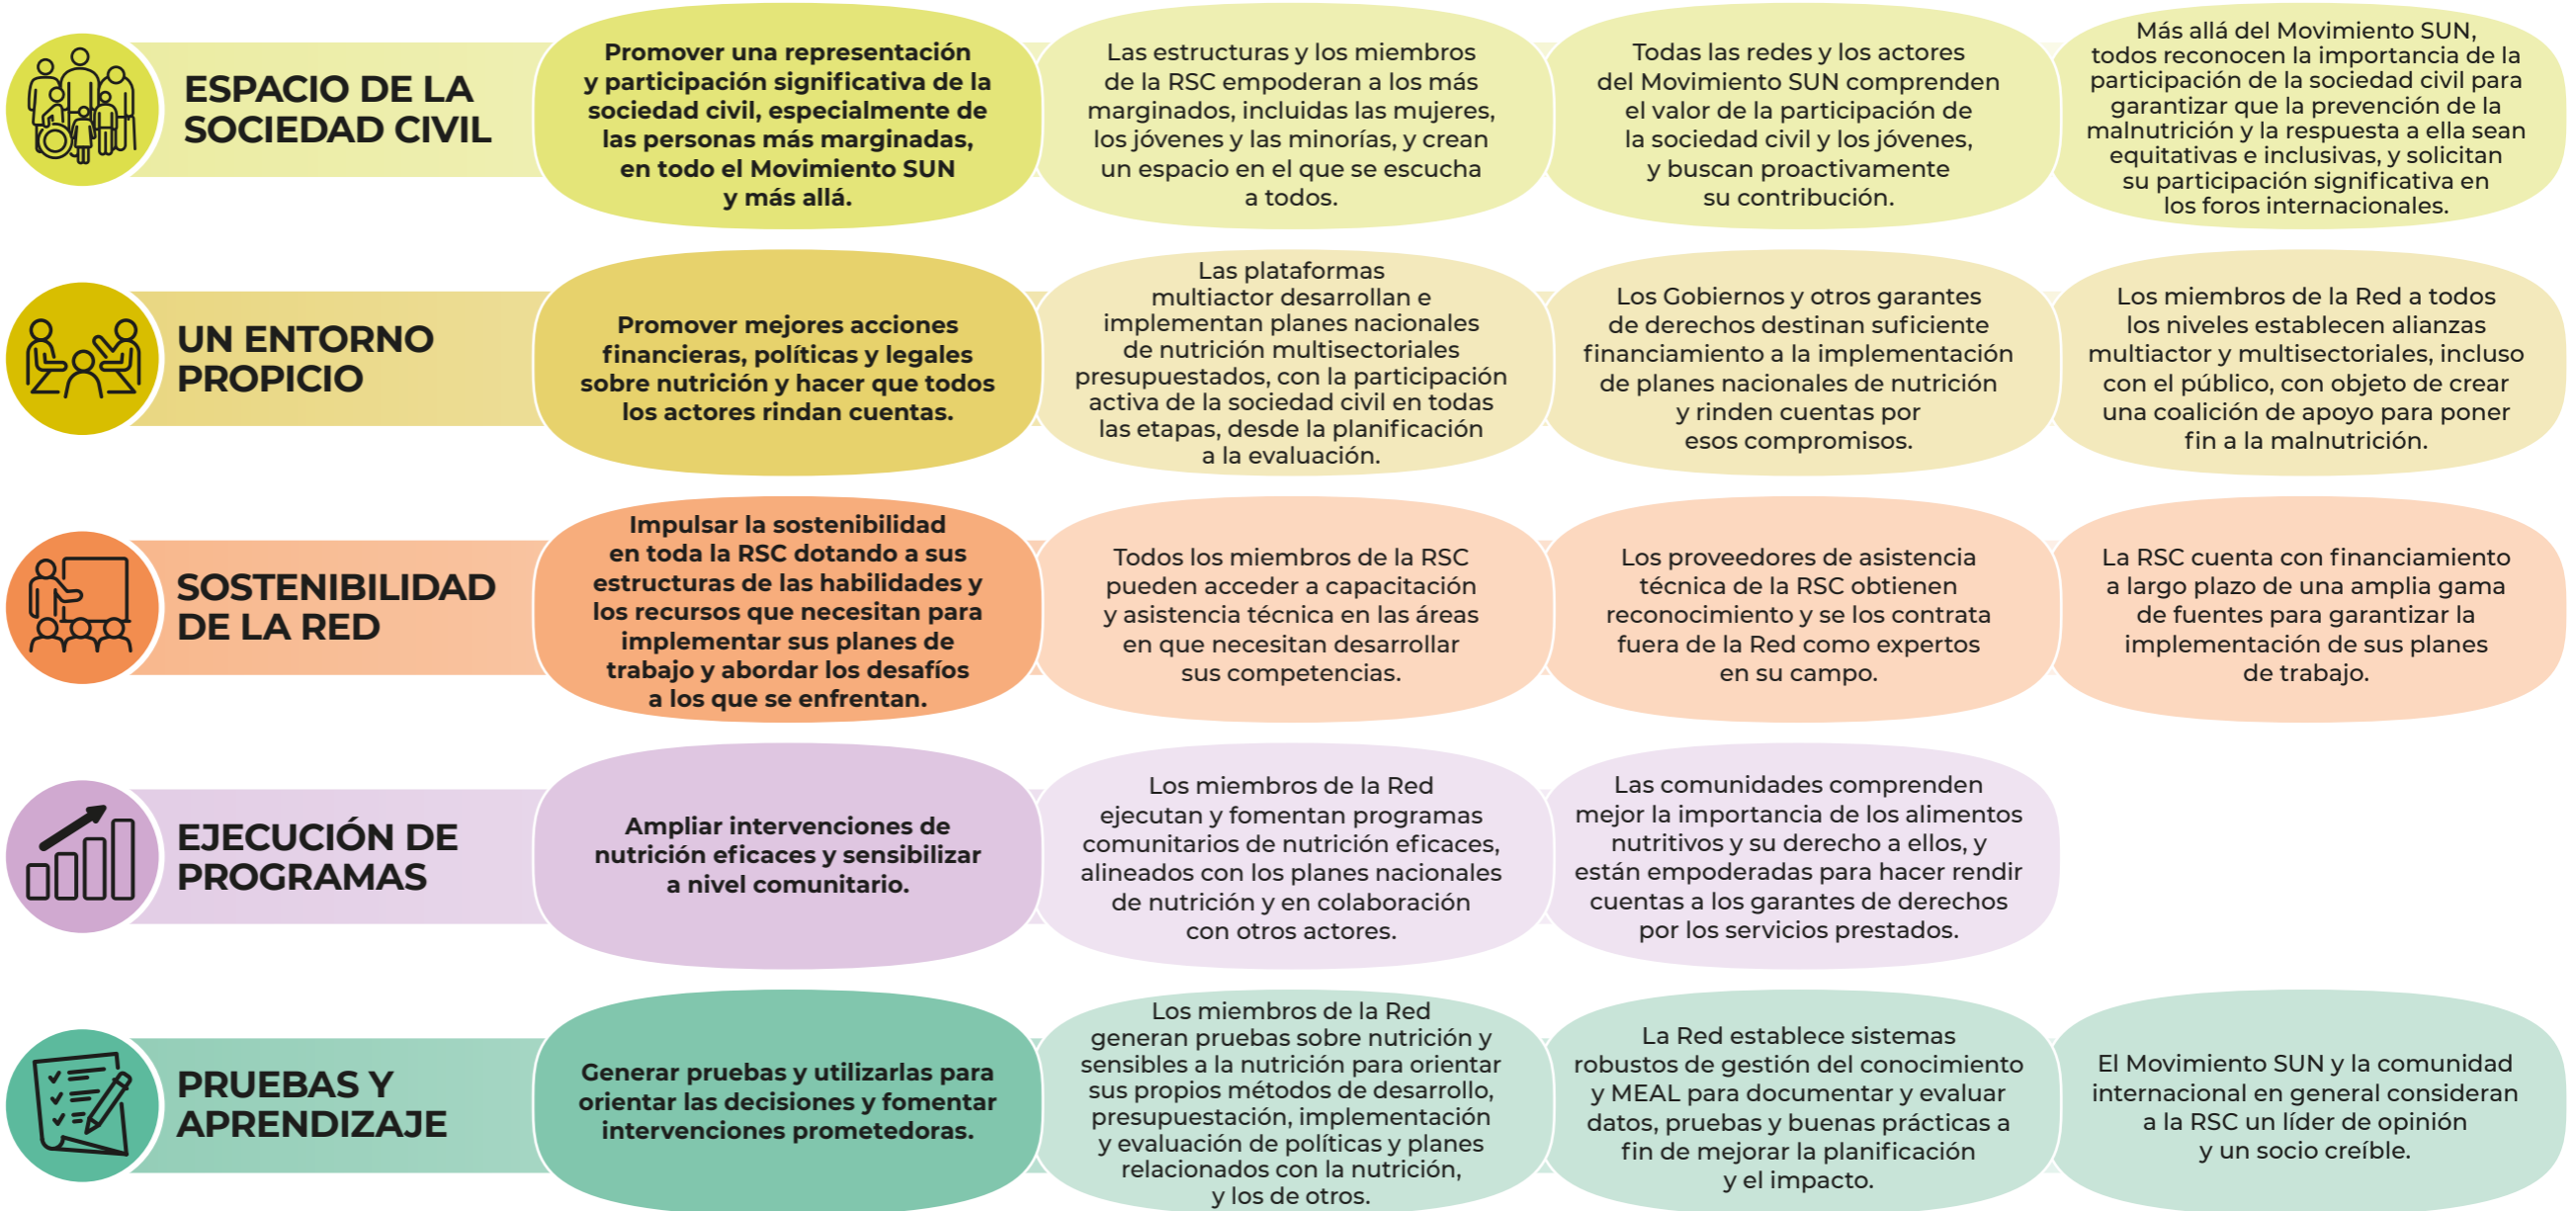 ESPACIO DE LA
SOCIEDAD CIVIL
Promover una representación
y participación significativa de la
sociedad civil, especialmente de
las personas más marginadas,
en todo el Movimiento SUN
y más allá.
Las estructuras y los miembros
de la RSC empoderan a los más
marginados, incluidas las mujeres,
los jóvenes y las minorías, y crean
un espacio en el que se escucha
a todos.
Todas las redes y los actores
del Movimiento SUN comprenden
el valor de la participación de
la sociedad civil y los jóvenes,
y buscan proactivamente
su contribución.
Más allá del Movimiento SUN,
todos reconocen la importancia de la
participación de la sociedad civil para
garantizar que la prevención de la
malnutrición y la respuesta a ella sean
equitativas e inclusivas, y solicitan
su participación significativa en
los foros internacionales.
UN ENTORNO
PROPICIO
Promover mejores acciones
financieras, políticas y legales
sobre nutrición y hacer que todos
los actores rindan cuentas.
Las plataformas
multiactor desarrollan e
implementan planes nacionales
de nutrición multisectoriales
presupuestados, con la participación
activa de la sociedad civil en todas
las etapas, desde la planificación
a la evaluación.
Los Gobiernos y otros garantes
de derechos destinan suficiente
financiamiento a la implementación
de planes nacionales de nutrición
y rinden cuentas por
esos compromisos.
Los miembros de la Red a todos
los niveles establecen alianzas
multiactor y multisectoriales, incluso
con el público, con objeto de crear
una coalición de apoyo para poner
fin a la malnutrición.
SOSTENIBILIDAD
DE LA RED
Impulsar la sostenibilidad
en toda la RSC dotando a sus
estructuras de las habilidades y
los recursos que necesitan para
implementar sus planes de
trabajo y abordar los desafíos
a los que se enfrentan.
Todos los miembros de la RSC
pueden acceder a capacitación
y asistencia técnica en las áreas
en que necesitan desarrollar
sus competencias.
Los proveedores de asistencia
técnica de la RSC obtienen
reconocimiento y se los contrata
fuera de la Red como expertos
en su campo.
La RSC cuenta con financiamiento
a largo plazo de una amplia gama
de fuentes para garantizar la
implementación de sus planes
de trabajo.
EJECUCIÓN DE
PROGRAMAS
Ampliar intervenciones de
nutrición eficaces y sensibilizar
a nivel comunitario.
Los miembros de la Red
ejecutan y fomentan programas
comunitarios de nutrición eficaces,
alineados con los planes nacionales
de nutrición y en colaboración
con otros actores.
Las comunidades comprenden
mejor la importancia de los alimentos
nutritivos y su derecho a ellos, y
están empoderadas para hacer rendir
cuentas a los garantes de derechos
por los servicios prestados.
PRUEBAS Y
APRENDIZAJE
Generar pruebas y utilizarlas para
orientar las decisiones y fomentar
intervenciones prometedoras.
Los miembros de la Red
generan pruebas sobre nutrición y
sensibles a la nutrición para orientar
sus propios métodos de desarrollo,
presupuestación, implementación
y evaluación de políticas y planes
relacionados con la nutrición,
y los de otros.
La Red establece sistemas
robustos de gestión del conocimiento
y MEAL para documentar y evaluar
datos, pruebas y buenas prácticas a
fin de mejorar la planificación
y el impacto.
El Movimiento SUN y la comunidad
internacional en general consideran
a la RSC un líder de opinión
y un socio creíble.